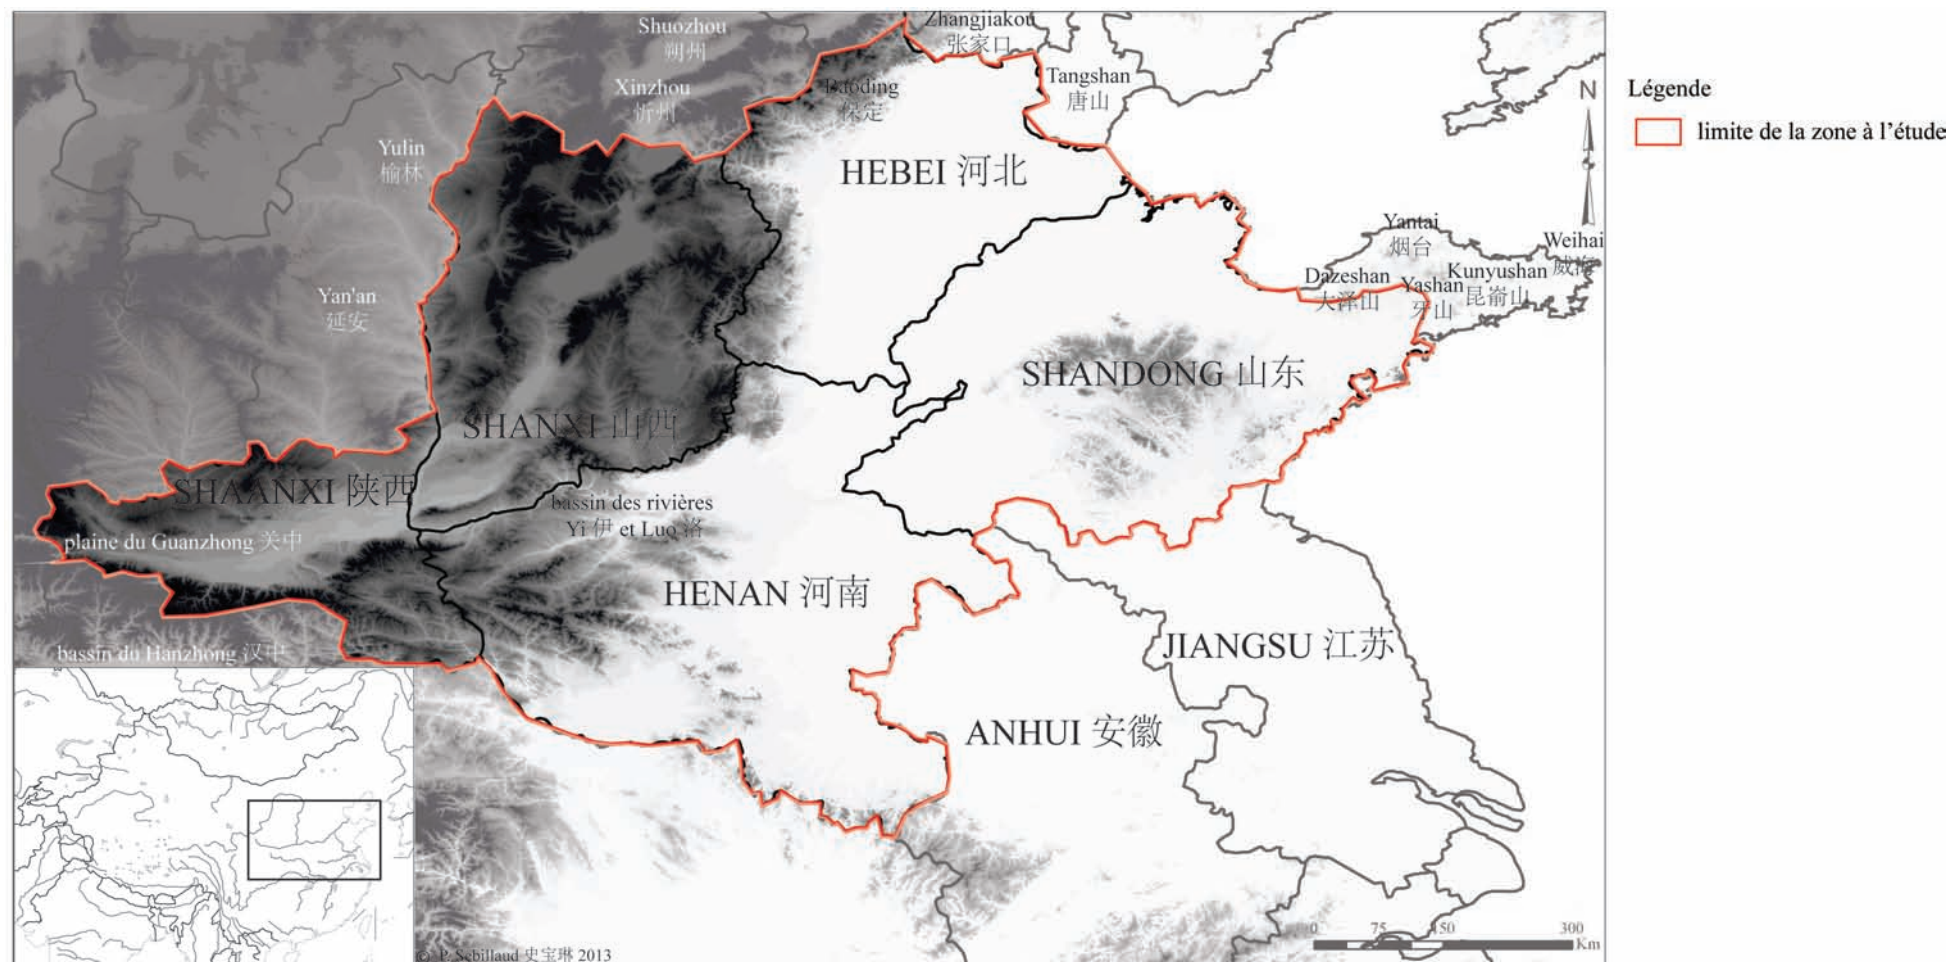 Shuozhou
朔州
Zhangjiakou
张家口
Xinzhou
忻州
Baoding
保定
Tangshan
唐山
Légende
N
limite de la zone à l'étude
Yulin
榆林
HEBEI 河北
Yantai
烟台
Weihai
威海
Dazeshan
大泽山
Yashan
牙山
Kunyushan
昆嵛山
Yan'an
延安
SHANDONG 山东
SHANXI 山西
SHAANXI 陕西
bassin des rivières
Yi 伊 et Luo 洛
plaine du Guanzhong 关中
HENAN 河南
bassin du Hanzhong 汉中
JIANGSU 江苏
ANHUI 安徽
0 75 150 300
Km
© P. Sebillaud 史宝琳 2013